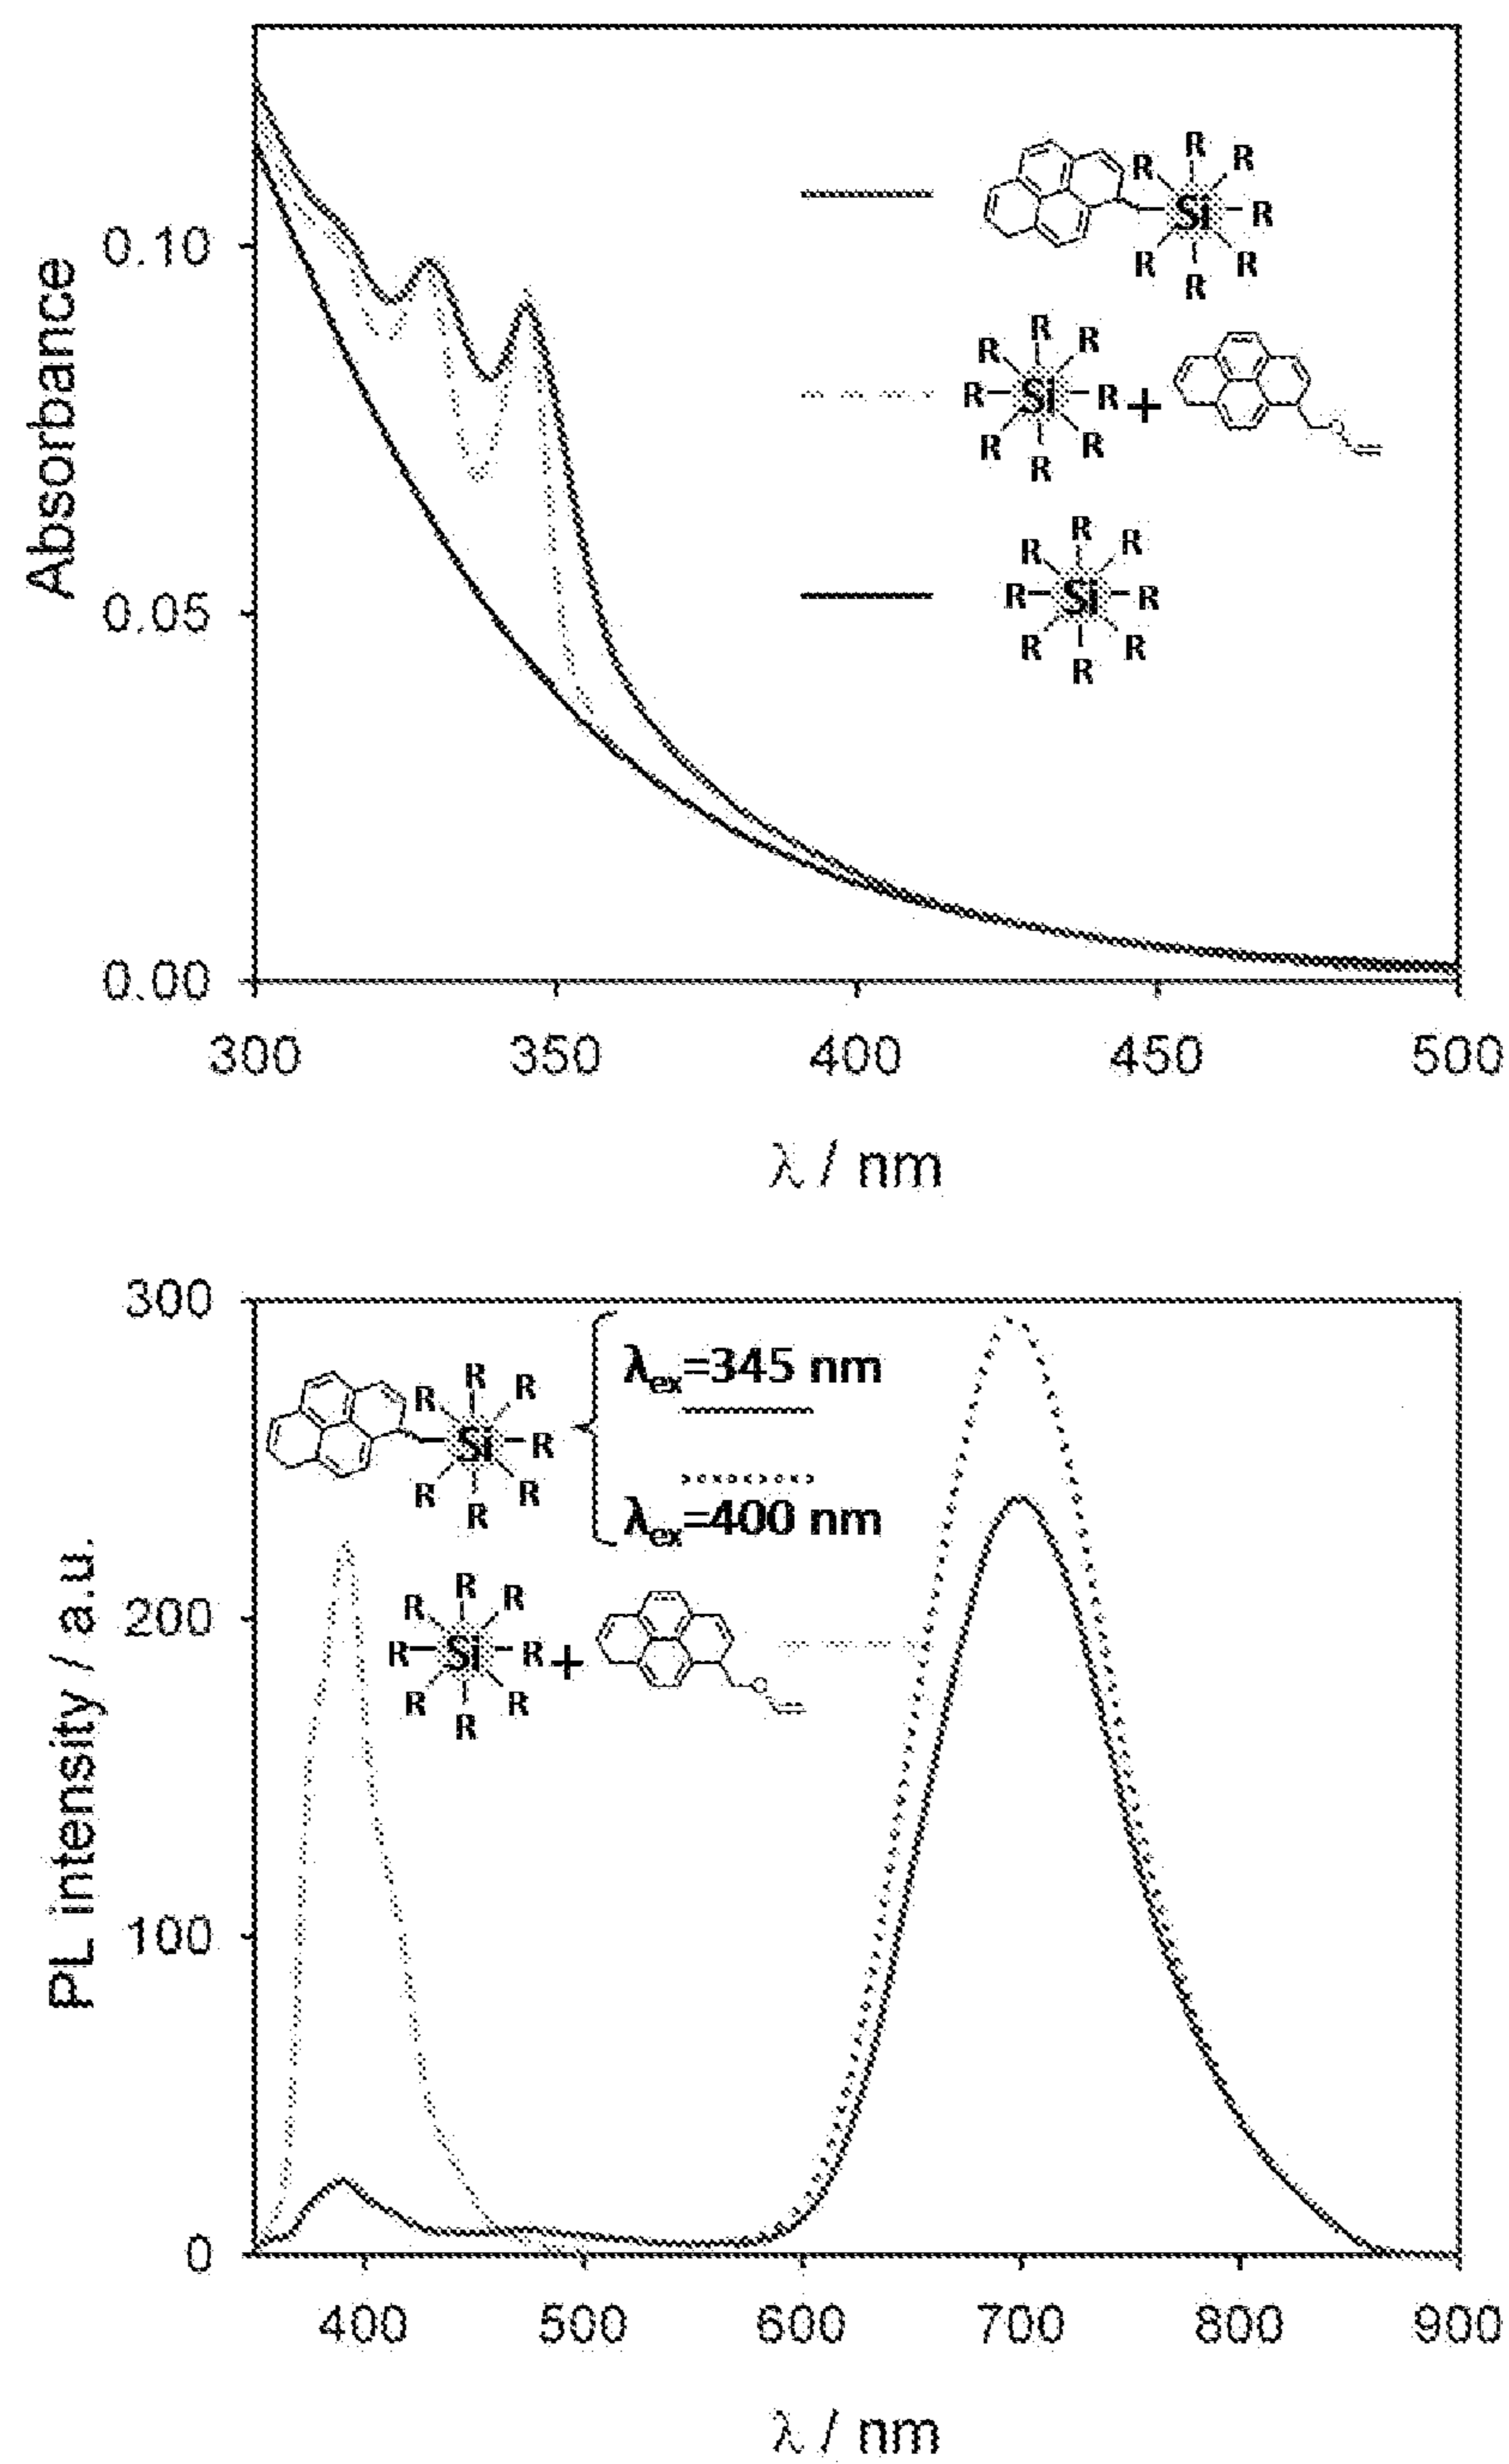 Absorbance
0.10
0.05
0.00
300 350 400 450 500
λ / nm
R R R
Si R
R R R
R R R
R Si R + O
R R R
R R R
R Si R
R R R
PL intensity / a.u.
300
200
100
0
400 500 600 700 800 900
λ / nm
R R R
Si R
R R R
λex=345 nm
λex=400 nm
R R R
R Si R + O
R R R